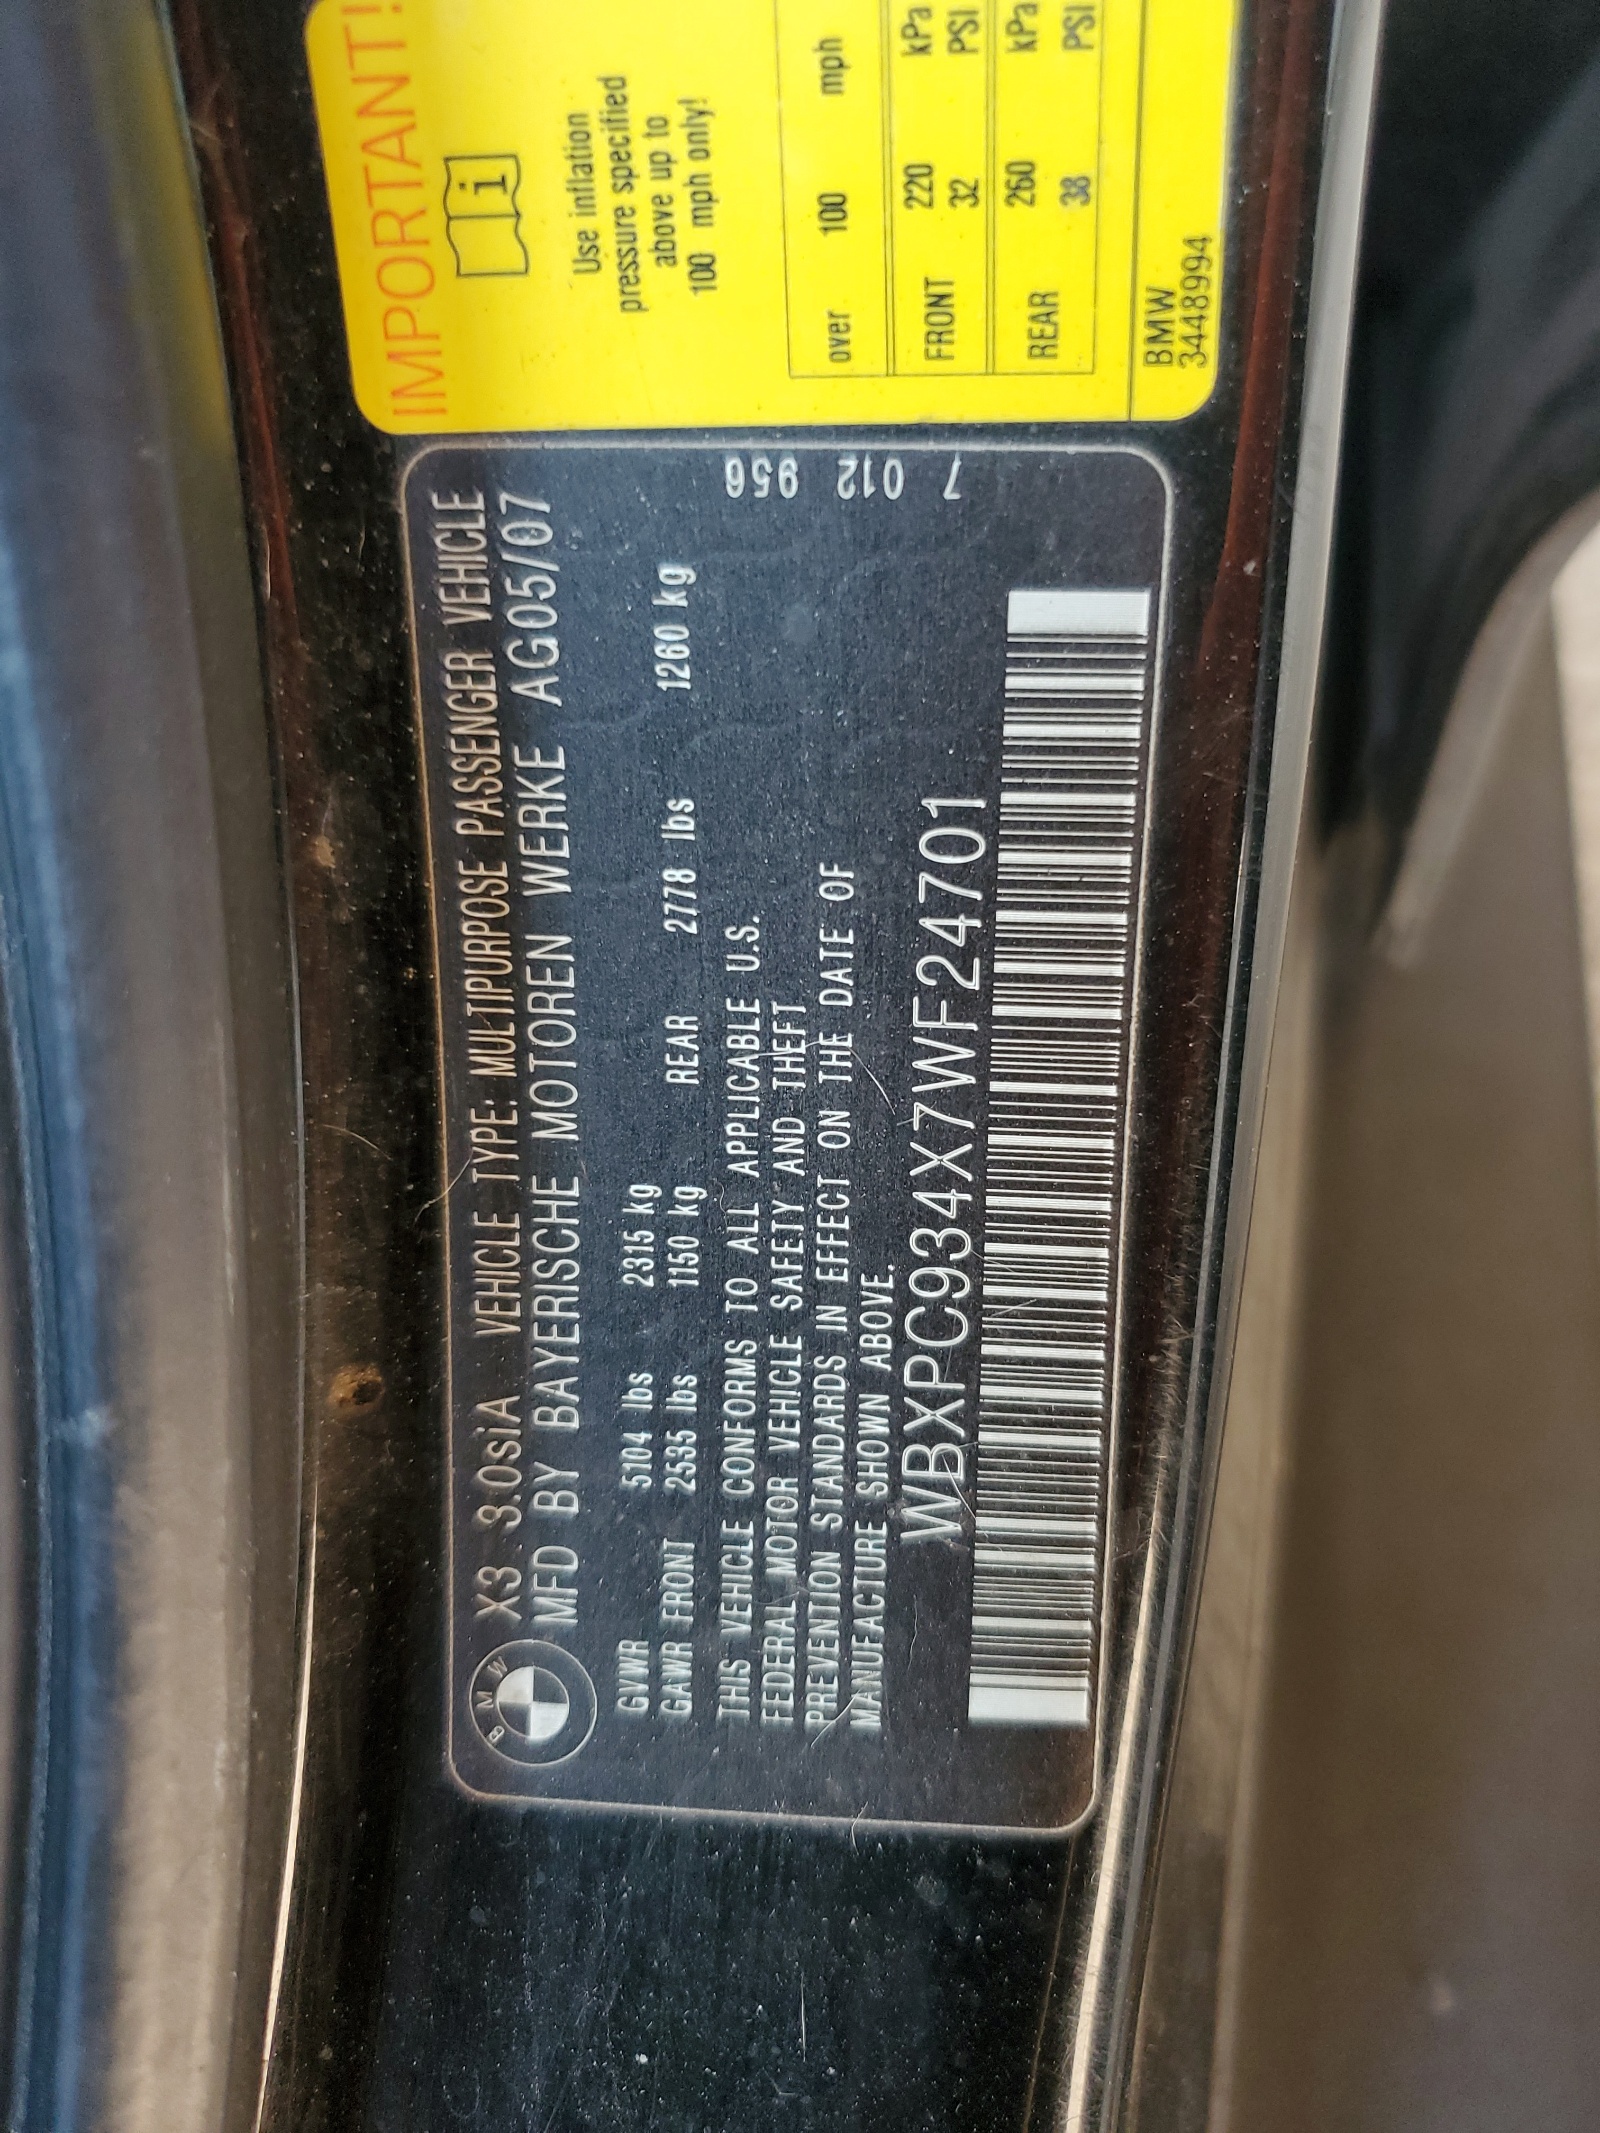 BMW
X3 3.0siA VEHICLE TYPE: MULTIPURPOSE PASSENGER VEHICLE
MFD BY BAYERISCHE MOTOREN WERKE AG05/07
GVWR 5104 lbs 2315 kg
GAWR FRONT 2535 lbs 1150 kg REAR 2778 lbs 1260 kg
THIS VEHICLE CONFORMS TO ALL APPLICABLE U.S.
FEDERAL MOTOR VEHICLE SAFETY AND THEFT
PREVENTION STANDARDS IN EFFECT ON THE DATE OF
MANUFACTURE SHOWN ABOVE.
WBXPC934X7WF24701
7 012 956
IMPORTANT!
i
Use inflation
pressure specified
above up to
100 mph only!
over 100 mph
FRONT 220 kPa
32 PSI
REAR 260 kPa
38 PSI
BMW
3448994